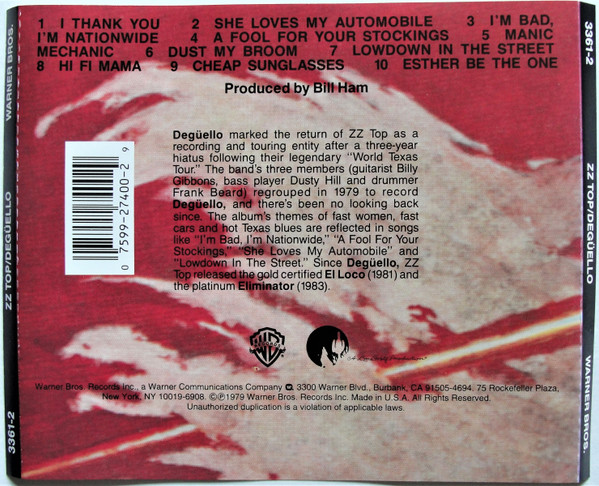 1 I THANK YOU 2 SHE LOVES MY AUTOMOBILE 3 I'M BAD,
I'M NATIONWIDE 4 A FOOL FOR YOUR STOCKINGS 5 MANIC
MECHANIC 6 DUST MY BROOM 7 LOWDOWN IN THE STREET
8 HI FI MAMA 9 CHEAP SUNGLASSES 10 ESTHER BE THE ONE
Produced by Bill Ham
Degüello marked the return of ZZ Top as a
recording and touring entity after a three-year
hiatus following their legendary "World Texas
Tour." The band's three members (guitarist Billy
Gibbons, bass player Dusty Hill and drummer
Frank Beard) regrouped in 1979 to record
Degüello, and there's been no looking back
since. The album's themes of fast women, fast
cars and hot Texas blues are reflected in songs
like "I'm Bad, I'm Nationwide," "A Fool For Your
Stockings," "She Loves My Automobile" and
"Lowdown In The Street." Since Degüello, ZZ
Top released the gold certified El Loco (1981) and
the platinum Eliminator (1983).
0 7599-27400-2 9
WB
Warner Bros. Records Inc., a Warner Communications Company 3300 Warner Blvd., Burbank, CA 91505-4694. 75 Rockefeller Plaza,
New York, NY 10019-6908. ©Ⓟ1979 Warner Bros. Records Inc. Made in U.S.A. All Rights Reserved.
Unauthorized duplication is a violation of applicable laws.
WARNER BROS.
ZZ TOP/DEGÜELLO
3361-2
3361-2
ZZ TOP/DEGÜELLO
WARNER BROS.